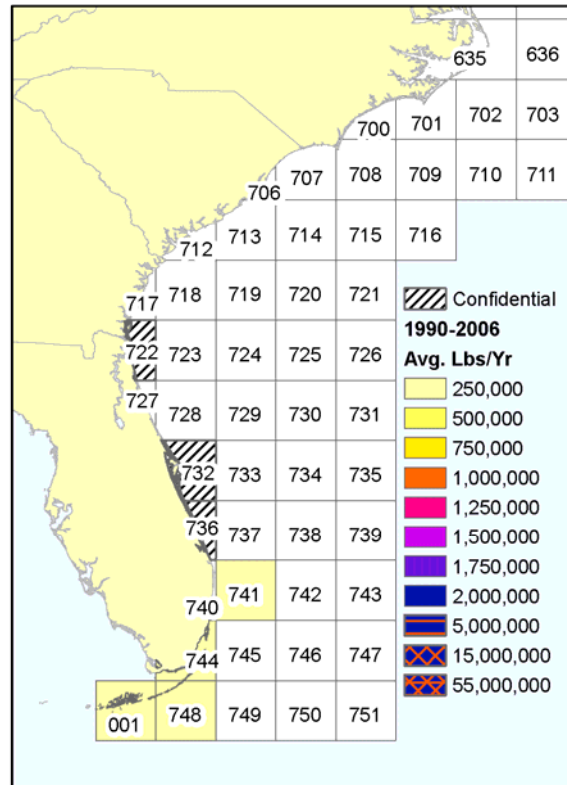 635 636
700 701 702 703
706 707 708 709 710 711
712 713 714 715 716
717 718 719 720 721
722 723 724 725 726
727 728 729 730 731
732 733 734 735
736 737 738 739
740 741 742 743
744 745 746 747
001 748 749 750 751
Confidential
1990-2006
Avg. Lbs/Yr
250,000
500,000
750,000
1,000,000
1,250,000
1,500,000
1,750,000
2,000,000
5,000,000
15,000,000
55,000,000